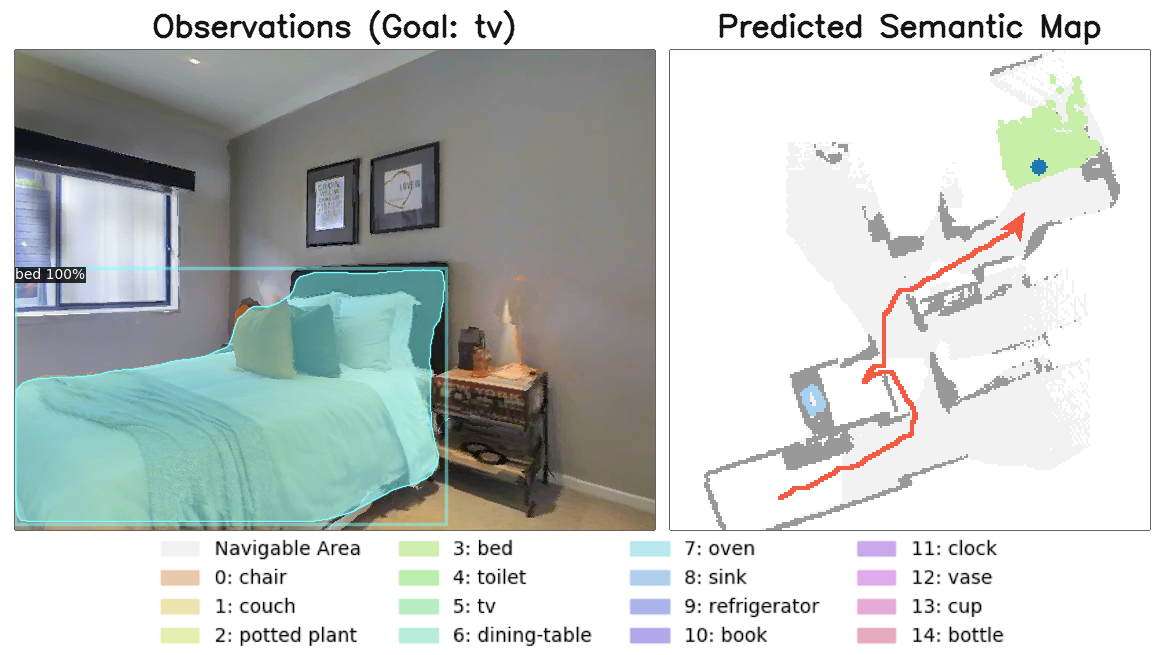 Observations (Goal: tv)
Predicted Semantic Map
bed 100%
Navigable Area
0: chair
1: couch
2: potted plant
3: bed
4: toilet
5: tv
6: dining-table
7: oven
8: sink
9: refrigerator
10: book
11: clock
12: vase
13: cup
14: bottle